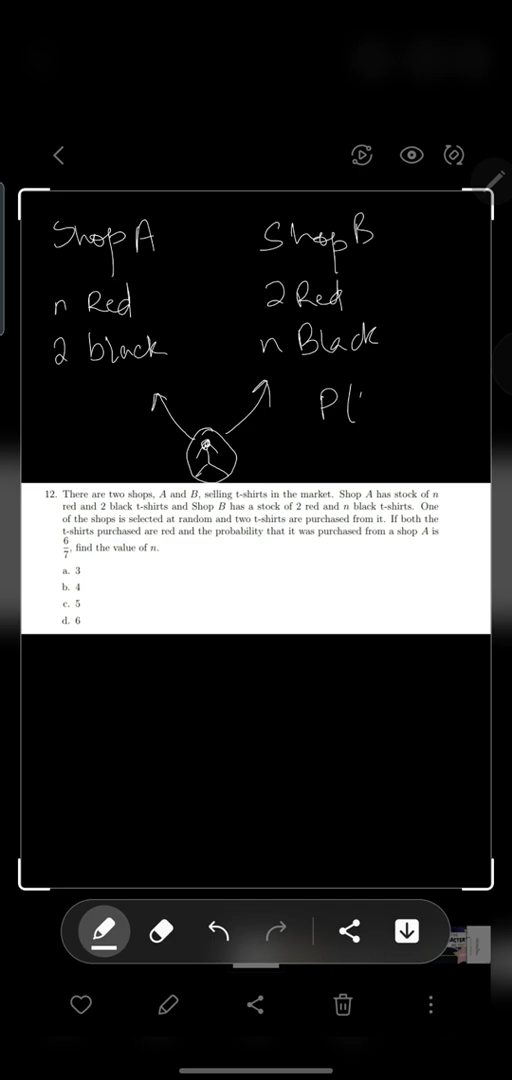 Shop A
Shop B
n Red
2 Red
2 black
n Black
P(
12. There are two shops, A and B, selling t-shirts in the market. Shop A has stock of n
red and 2 black t-shirts and Shop B has a stock of 2 red and n black t-shirts. One
of the shops is selected at random and two t-shirts are purchased from it. If both the
t-shirts purchased are red and the probability that it was purchased from a shop A is
6/7, find the value of n.
a. 3
b. 4
c. 5
d. 6